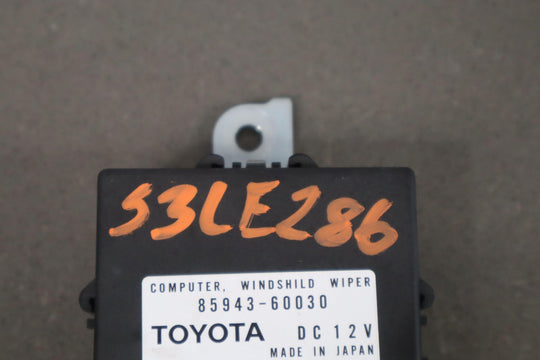 S3LE286
COMPUTER, WINDSHILD WIPER
85943-60030
TOYOTA DC 12V
MADE IN JAPAN